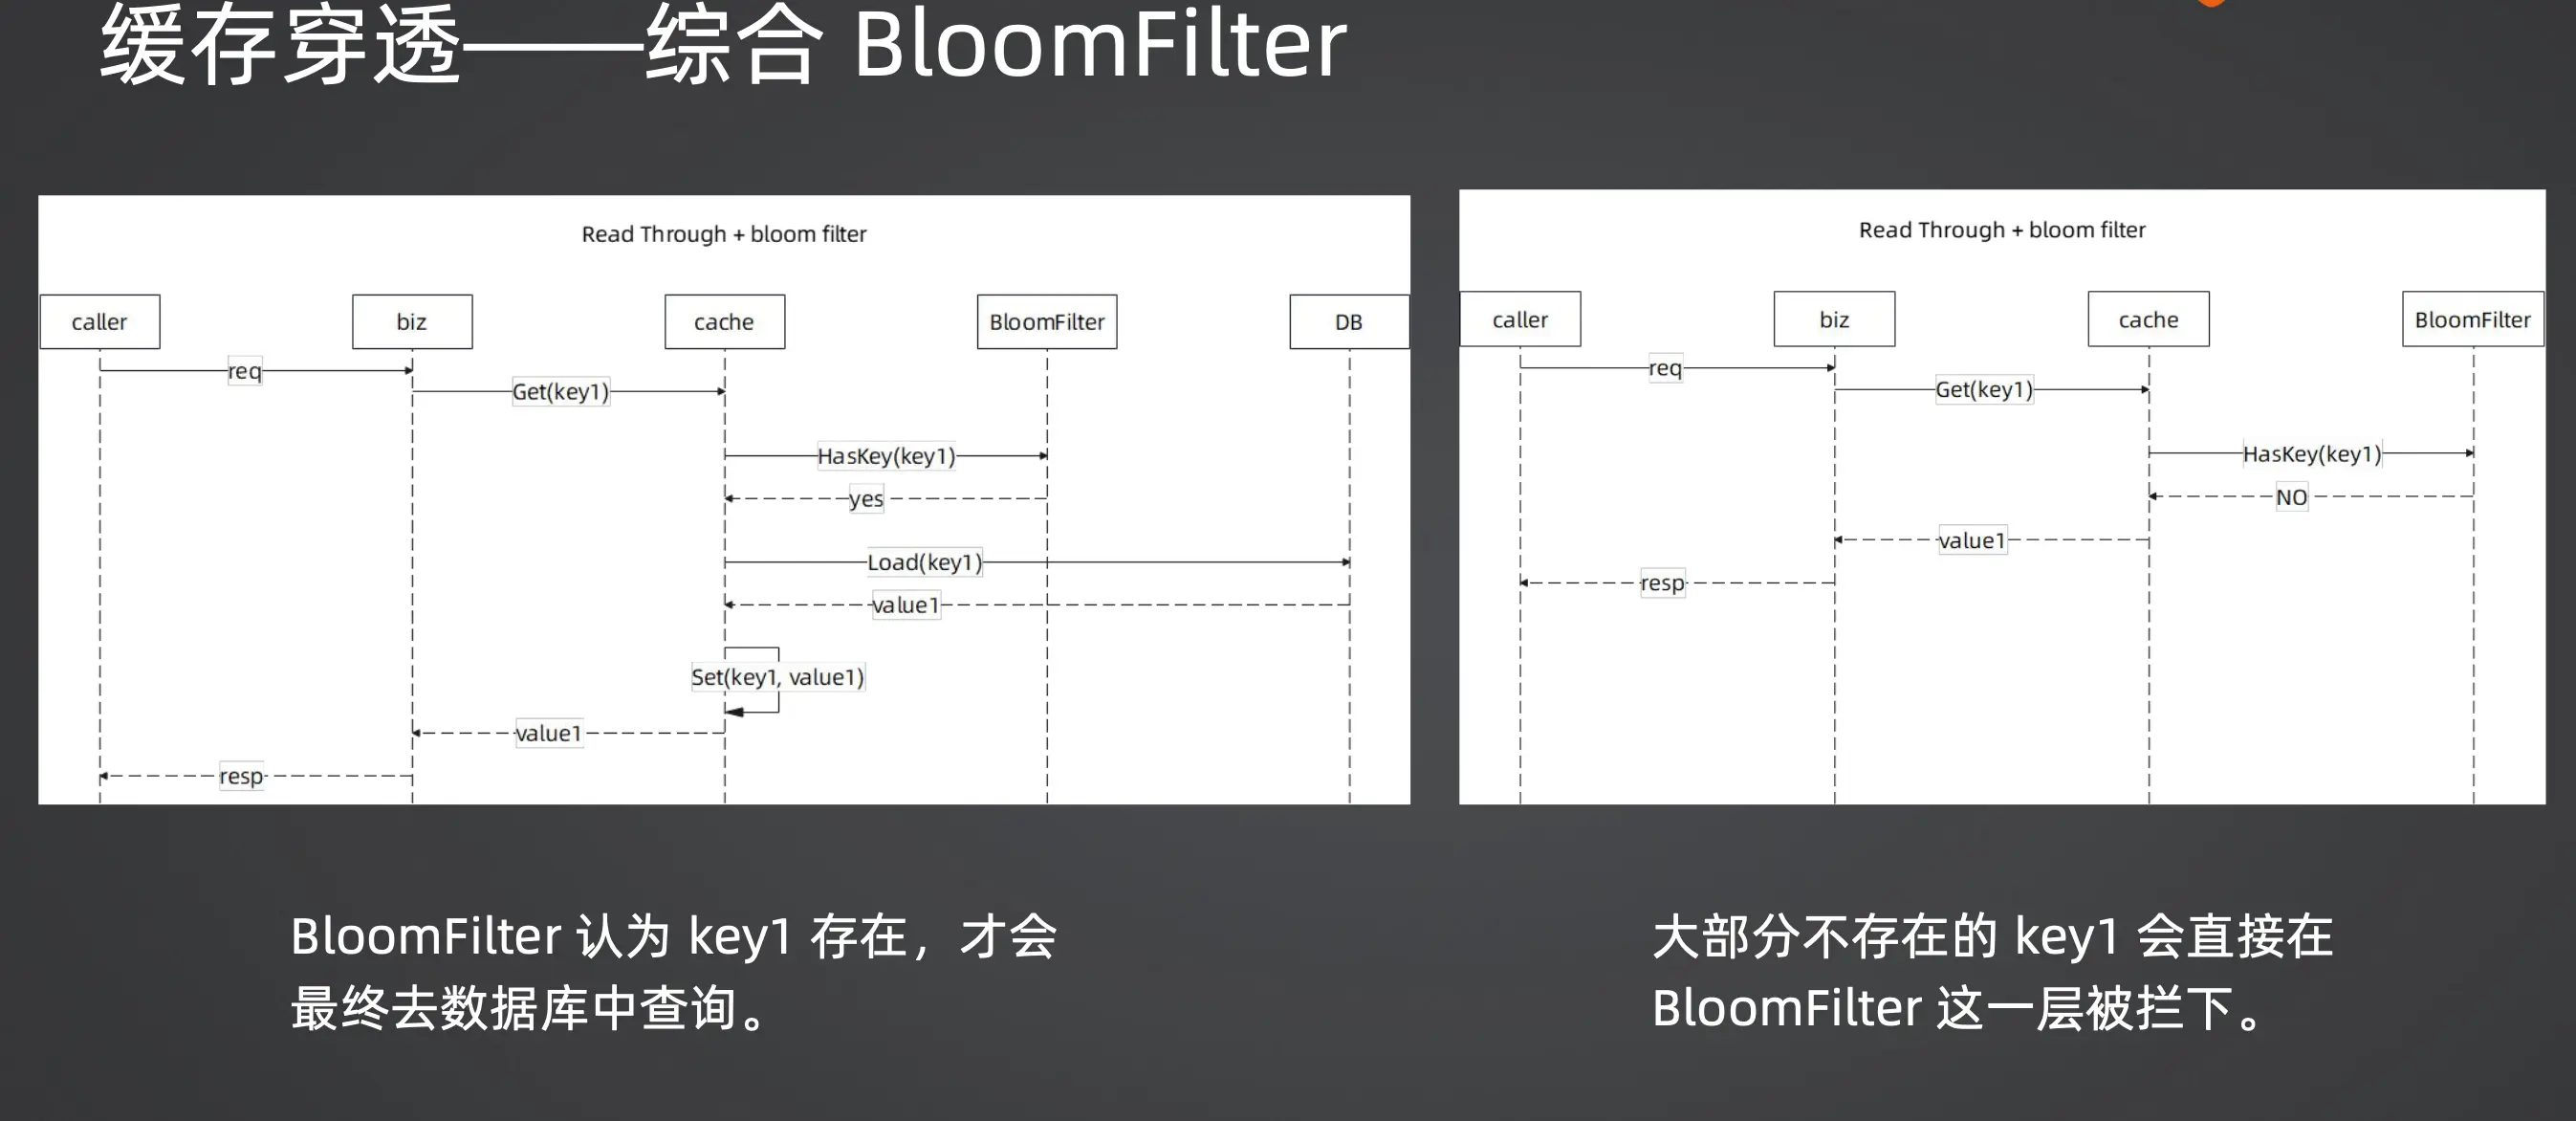 缓存穿透——综合 BloomFilter
Read Through + bloom filter
caller
biz
cache
BloomFilter
DB
req
Get(key1)
HasKey(key1)
yes
Load(key1)
value1
Set(key1, value1)
value1
resp
Read Through + bloom filter
caller
biz
cache
BloomFilter
req
Get(key1)
HasKey(key1)
NO
value1
resp
BloomFilter 认为 key1 存在，才会
最终去数据库中查询。
大部分不存在的 key1 会直接在
BloomFilter 这一层被拦下。